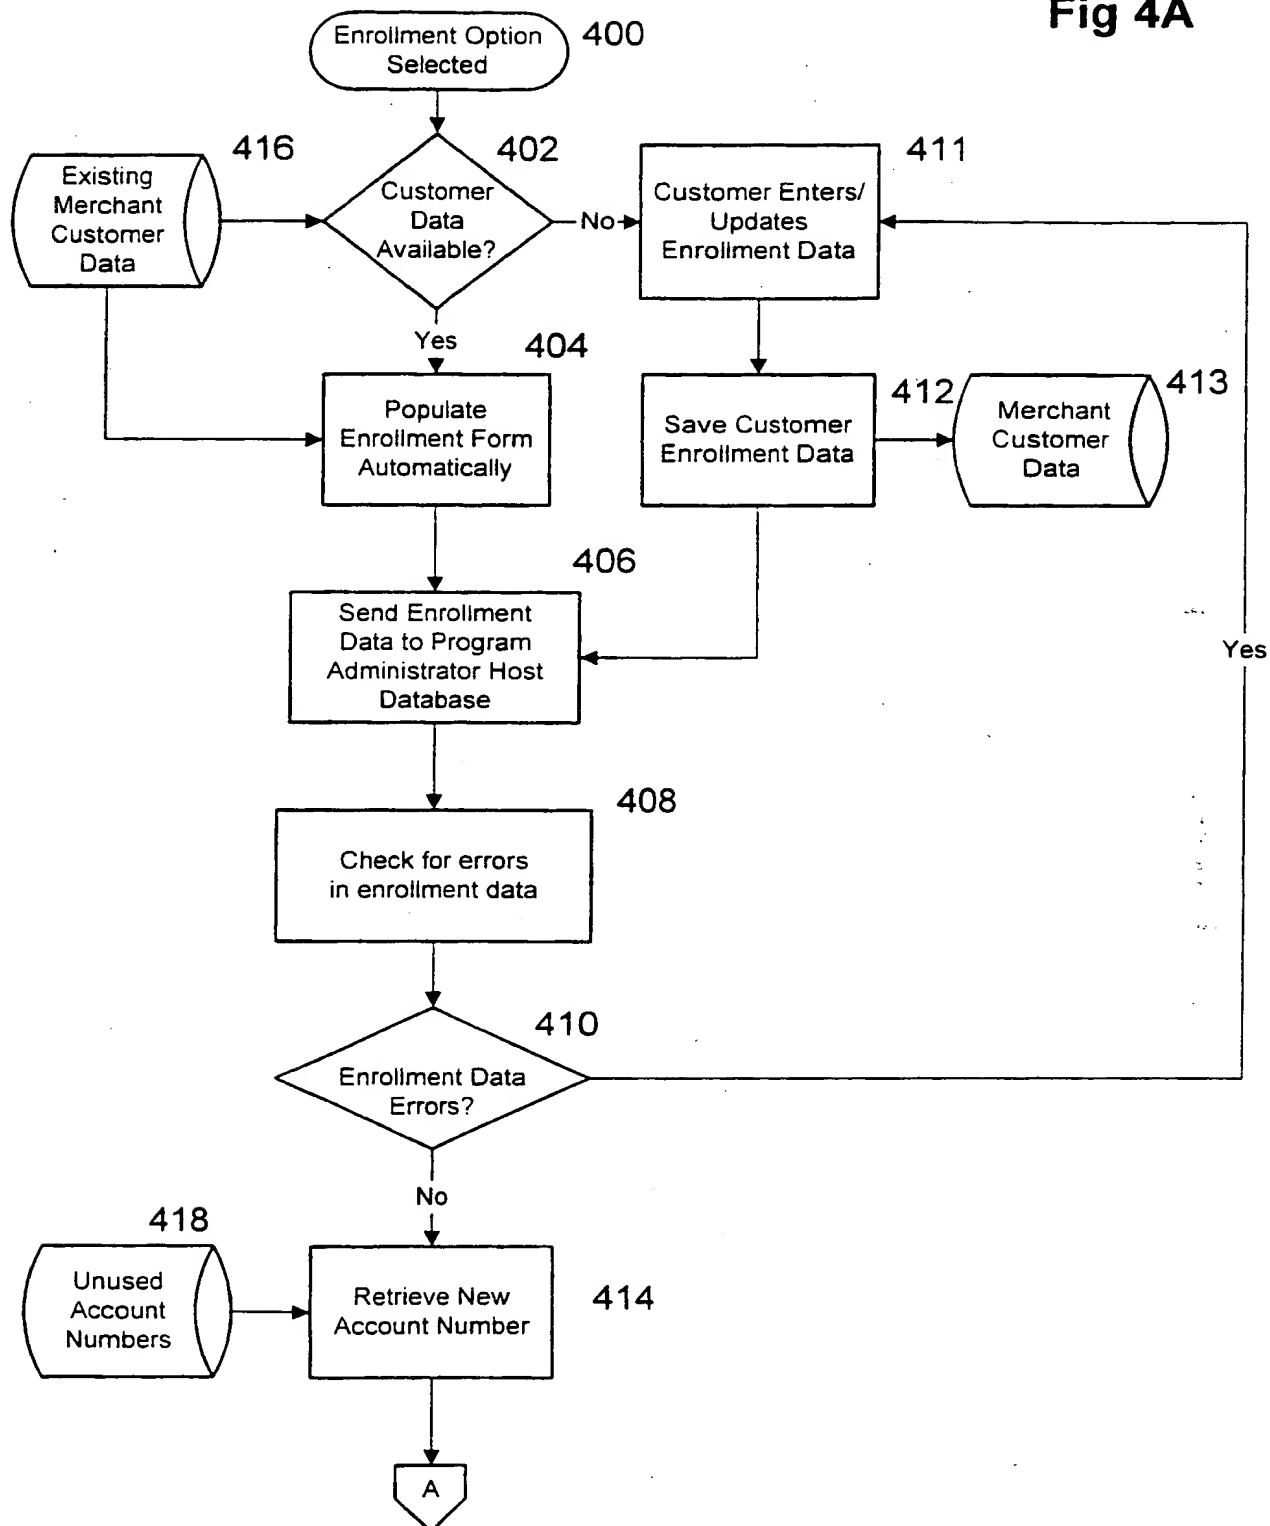 Fig 4A
Enrollment Option
Selected
400
416
Existing
Merchant
Customer
Data
402
Customer
Data
Available?
No
411
Customer Enters/
Updates
Enrollment Data
Yes
404
Populate
Enrollment Form
Automatically
412
Save Customer
Enrollment Data
413
Merchant
Customer
Data
406
Send Enrollment
Data to Program
Administrator Host
Database
Yes
408
Check for errors
in enrollment data
410
Enrollment Data
Errors?
No
418
Unused
Account
Numbers
Retrieve New
Account Number
414
A